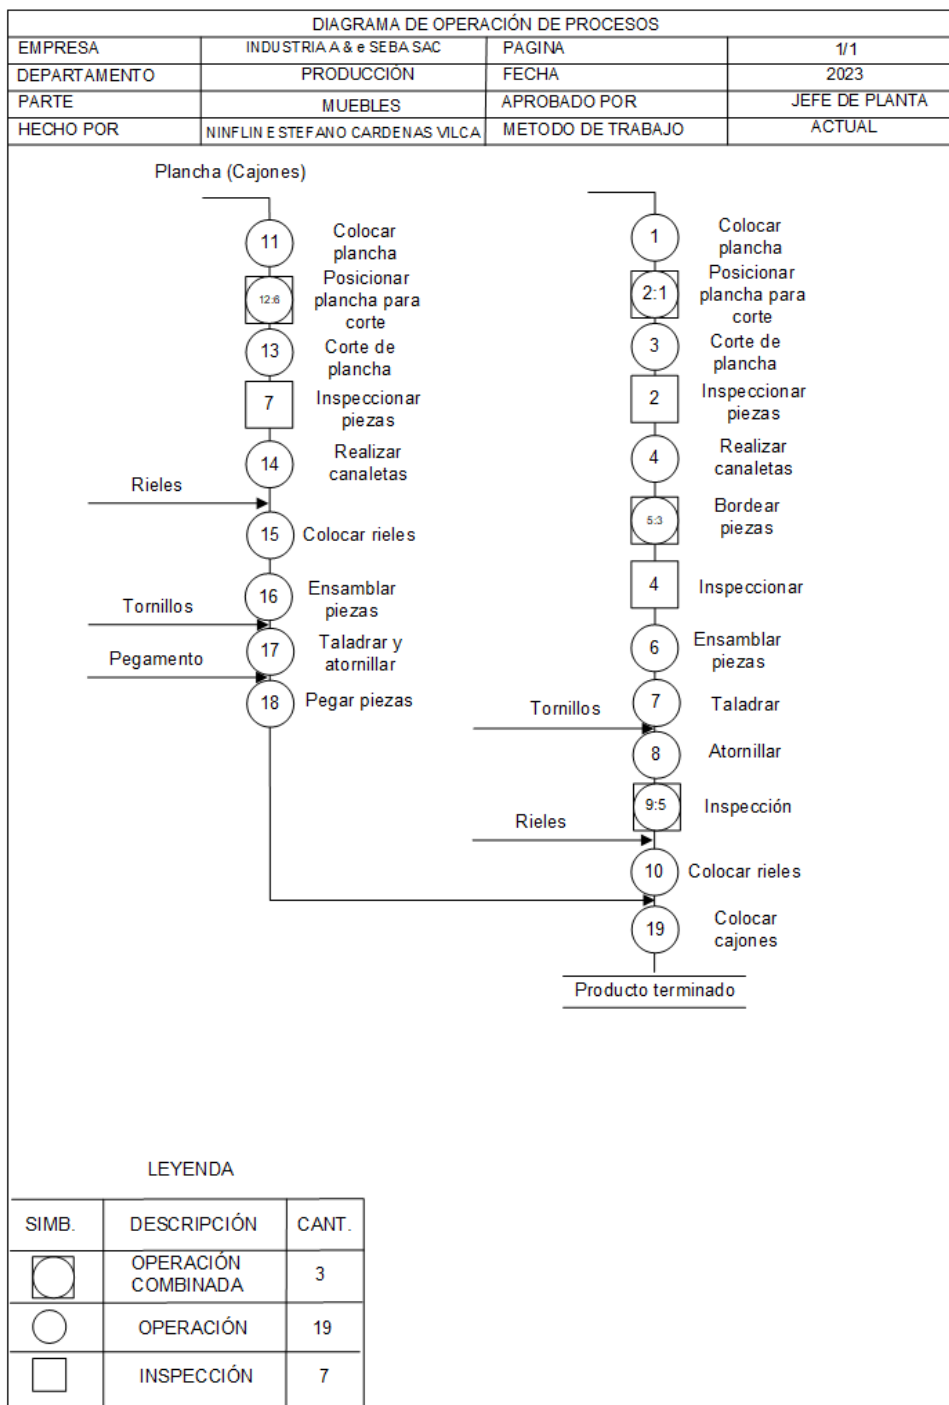 DIAGRAMA DE OPERACIÓN DE PROCESOS
EMPRESA INDUSTRIA A & e SEBA SAC PAGINA 1/1
DEPARTAMENTO PRODUCCIÓN FECHA 2023
PARTE MUEBLES APROBADO POR JEFE DE PLANTA
HECHO POR NINFLIN ESTEFANO CARDENAS VILCA METODO DE TRABAJO ACTUAL
Plancha (Cajones)
11 Colocar
plancha
12:6 Posicionar
plancha para
corte
13 Corte de
plancha
7 Inspeccionar
piezas
14 Realizar
canaletas
Rieles
15 Colocar rieles
16 Ensamblar
piezas
Tornillos
17 Taladrar y
atornillar
Pegamento
18 Pegar piezas
1 Colocar
plancha
2:1 Posicionar
plancha para
corte
3 Corte de
plancha
2 Inspeccionar
piezas
4 Realizar
canaletas
5:3 Bordear
piezas
4 Inspeccionar
6 Ensamblar
piezas
7 Taladrar
Tornillos
8 Atornillar
9:5 Inspección
Rieles
10 Colocar rieles
19 Colocar
cajones
Producto terminado
LEYENDA
SIMB. DESCRIPCIÓN CANT.
OPERACIÓN
COMBINADA 3
OPERACIÓN 19
INSPECCIÓN 7